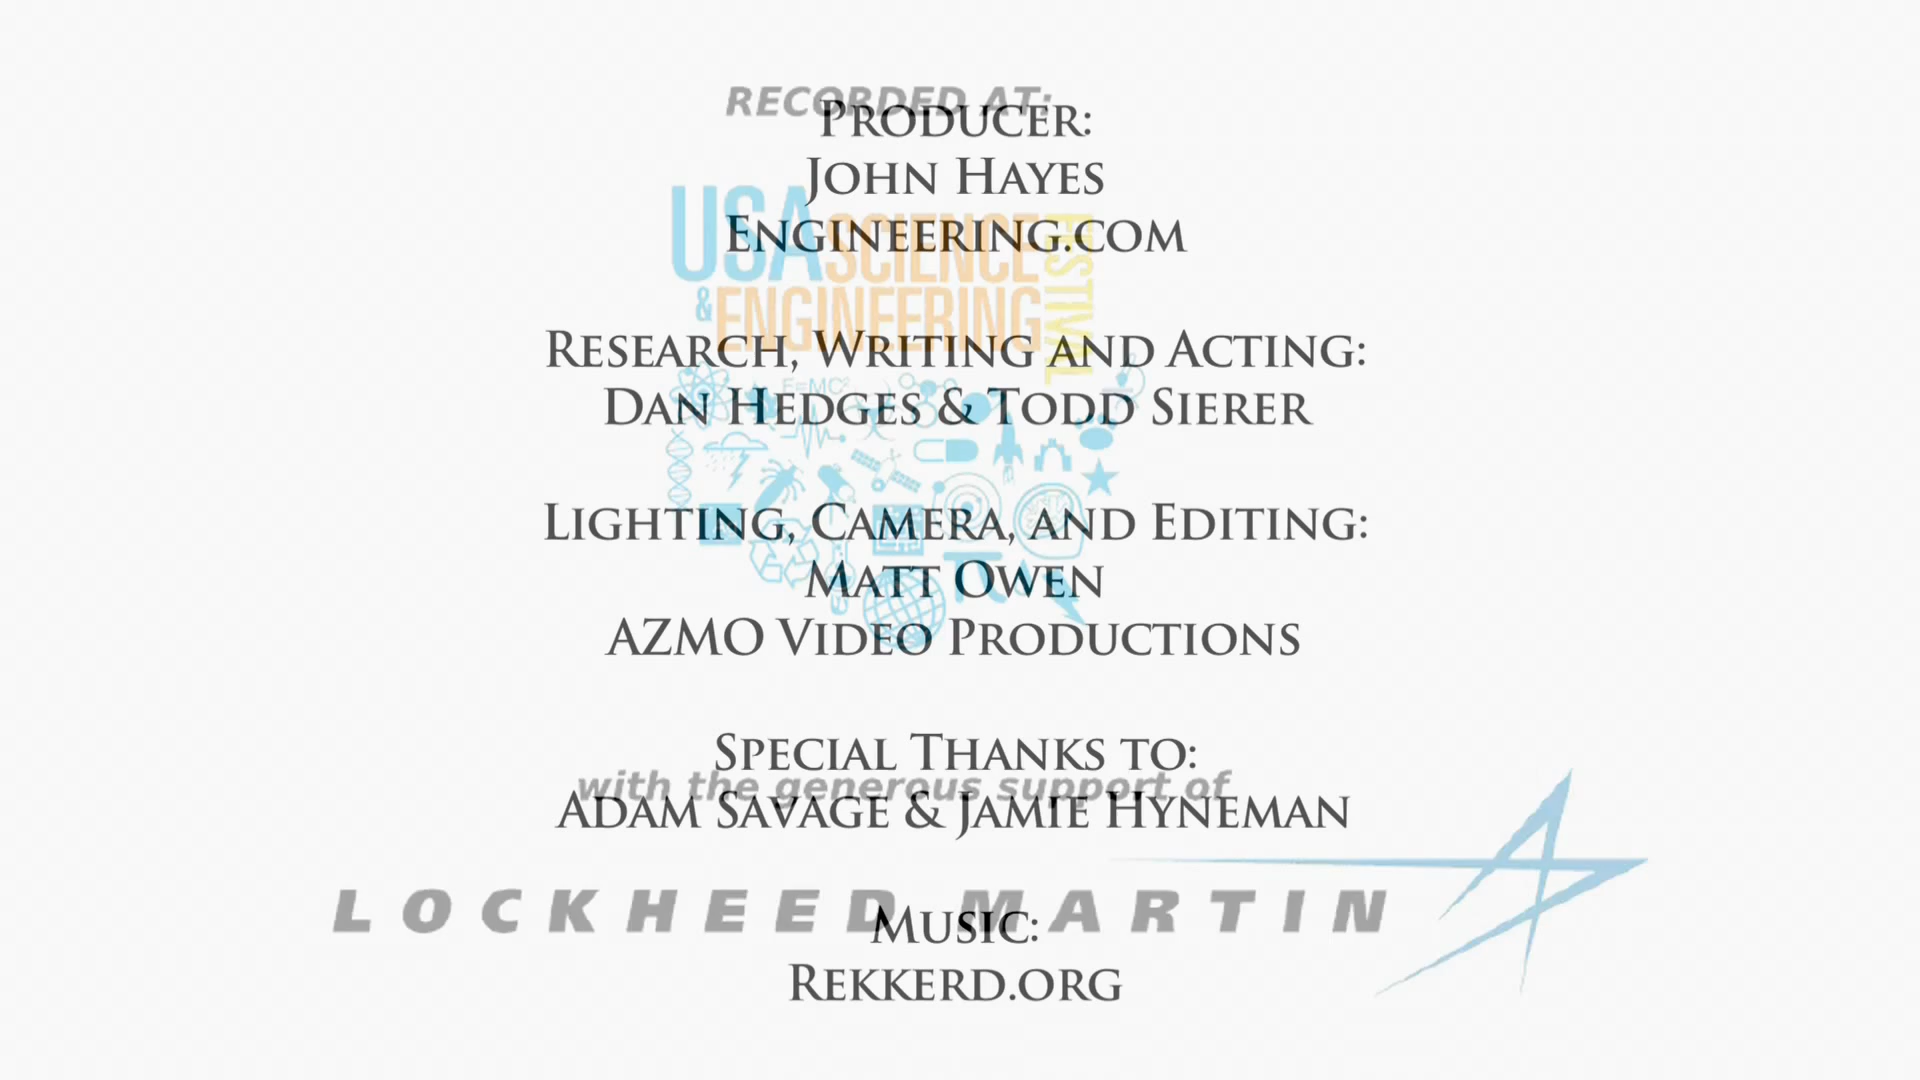 RECORDED AT:
PRODUCER:
JOHN HAYES
ENGINEERING.COM
USA SCIENCE
& ENGINEERING
FESTIVAL
RESEARCH, WRITING AND ACTING:
E=MC²
DAN HEDGES & TODD SIERER
LIGHTING, CAMERA, AND EDITING:
MATT OWEN
AZMO VIDEO PRODUCTIONS
SPECIAL THANKS TO:
with the generous support of
ADAM SAVAGE & JAMIE HYNEMAN
LOCKHEED MARTIN
MUSIC:
REKKERD.ORG